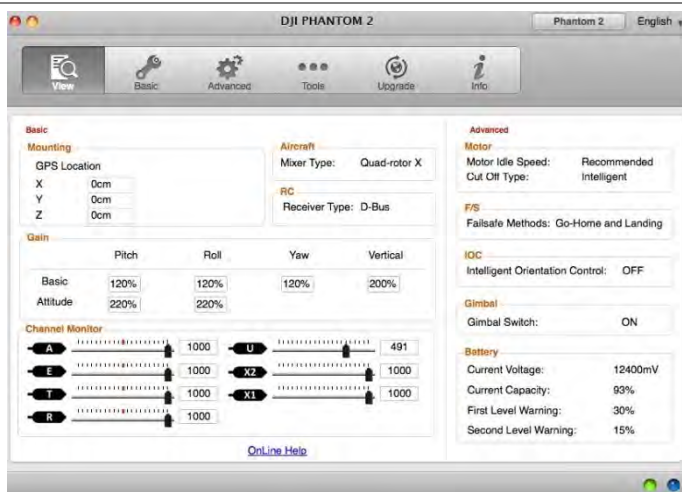 DJI PHANTOM 2
Phantom 2 English
View Basic Advanced Tools Upgrade Info
Basic
Mounting
GPS Location
X 0cm
Y 0cm
Z 0cm
Aircraft
Mixer Type: Quad-rotor X
RC
Receiver Type: D-Bus
Gain
Pitch Roll Yaw Vertical
Basic 120% 120% 120% 200%
Attitude 220% 220%
Channel Monitor
A 1000 U 491
E 1000 X2 1000
T 1000 X1 1000
R 1000
OnLine Help
Advanced
Motor
Motor Idle Speed: Recommended
Cut Off Type: Intelligent
F/S
Failsafe Methods: Go-Home and Landing
IOC
Intelligent Orientation Control: OFF
Gimbal
Gimbal Switch: ON
Battery
Current Voltage: 12400mV
Current Capacity: 93%
First Level Warning: 30%
Second Level Warning: 15%